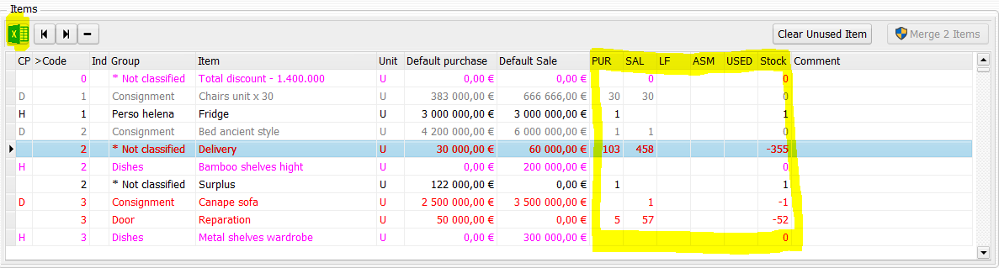 Items
Clear Unused Item Merge 2 Items
CP >Code Ind Group Item Unit Default purchase Default Sale PUR SAL LF ASM USED Stock Comment
0 * Not classified Total discount - 1.400.000 U 0,00 € 0,00 € 0 0
D 1 Consignment Chairs unit x 30 U 383 000,00 € 666 666,00 € 30 30 0
H 1 Perso helena Fridge U 3 000 000,00 € 3 000 000,00 € 1 1
D 2 Consignment Bed ancient style U 4 200 000,00 € 6 000 000,00 € 1 1 0
2 * Not classified Delivery U 30 000,00 € 60 000,00 € 103 458 -355
H 2 Dishes Bamboo shelves hight U 0,00 € 200 000,00 € 0
2 * Not classified Surplus U 122 000,00 € 0,00 € 1 1
D 3 Consignment Canape sofa U 2 500 000,00 € 3 500 000,00 € 1 -1
3 Door Reparation U 50 000,00 € 0,00 € 5 57 -52
H 3 Dishes Metal shelves wardrobe U 0,00 € 300 000,00 € 0